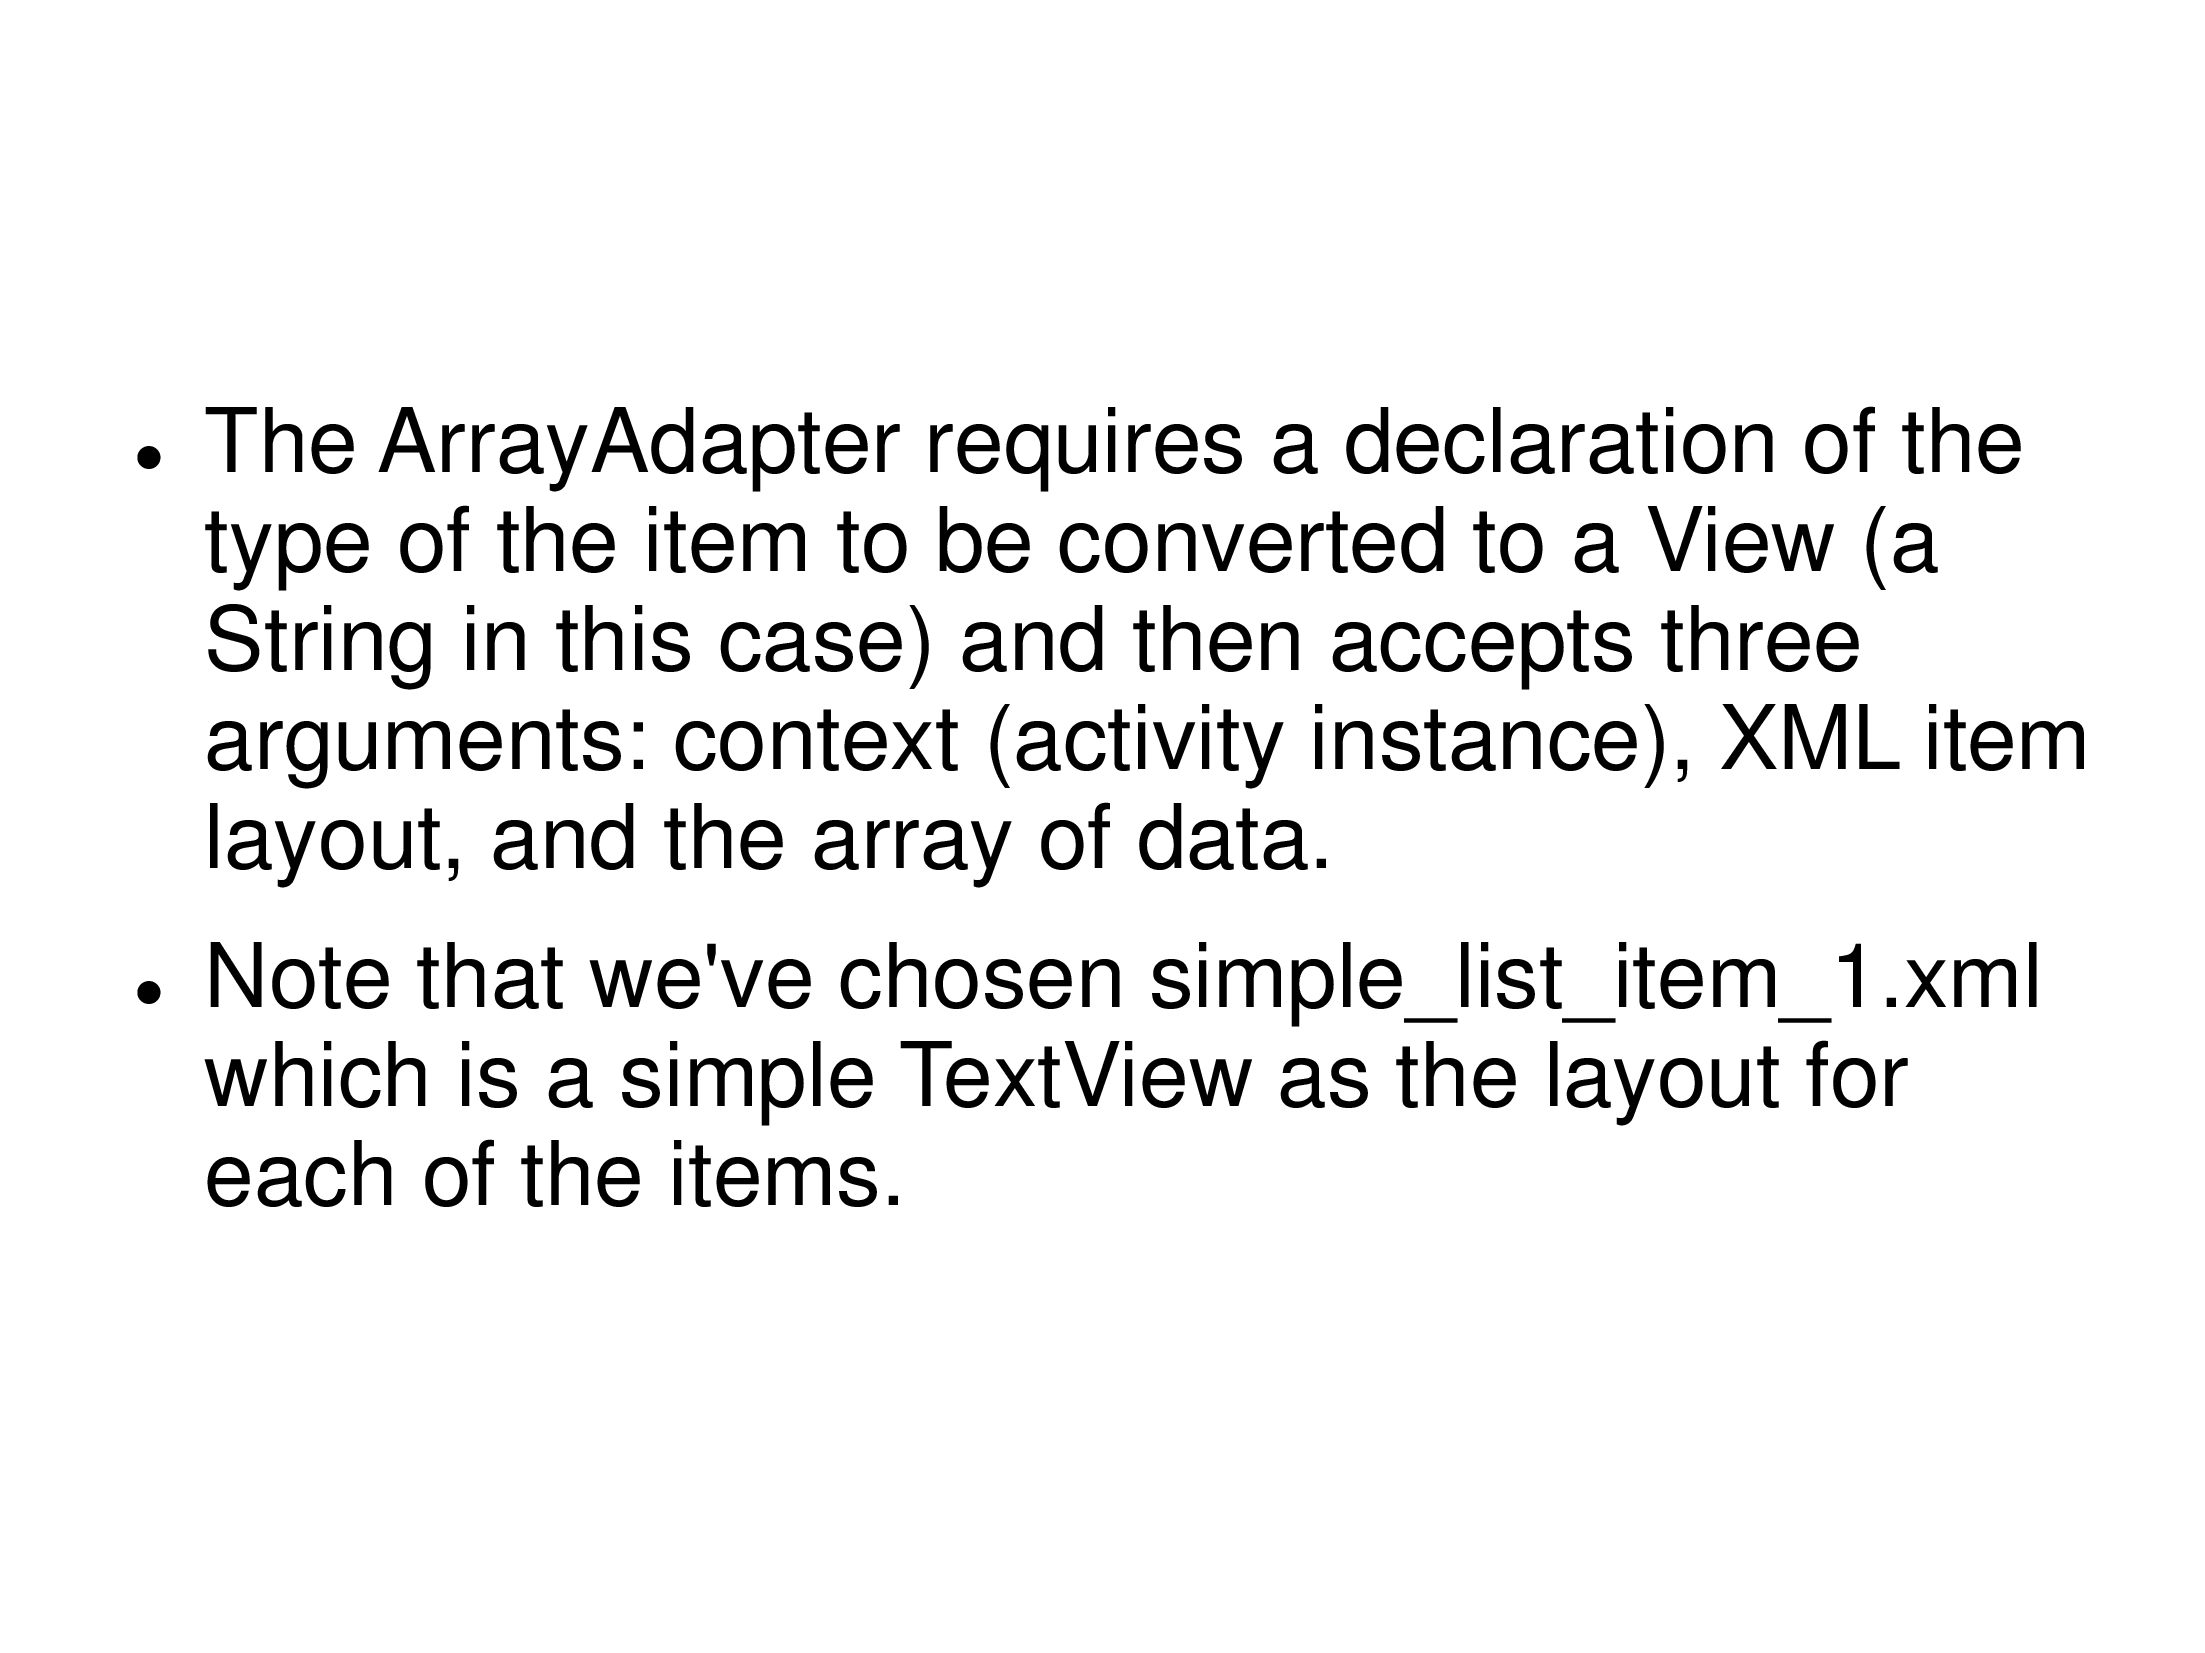 • The ArrayAdapter requires a declaration of the
type of the item to be converted to a View (a
String in this case) and then accepts three
arguments: context (activity instance), XML item
layout, and the array of data.
• Note that we've chosen simple_list_item_1.xml
which is a simple TextView as the layout for
each of the items.